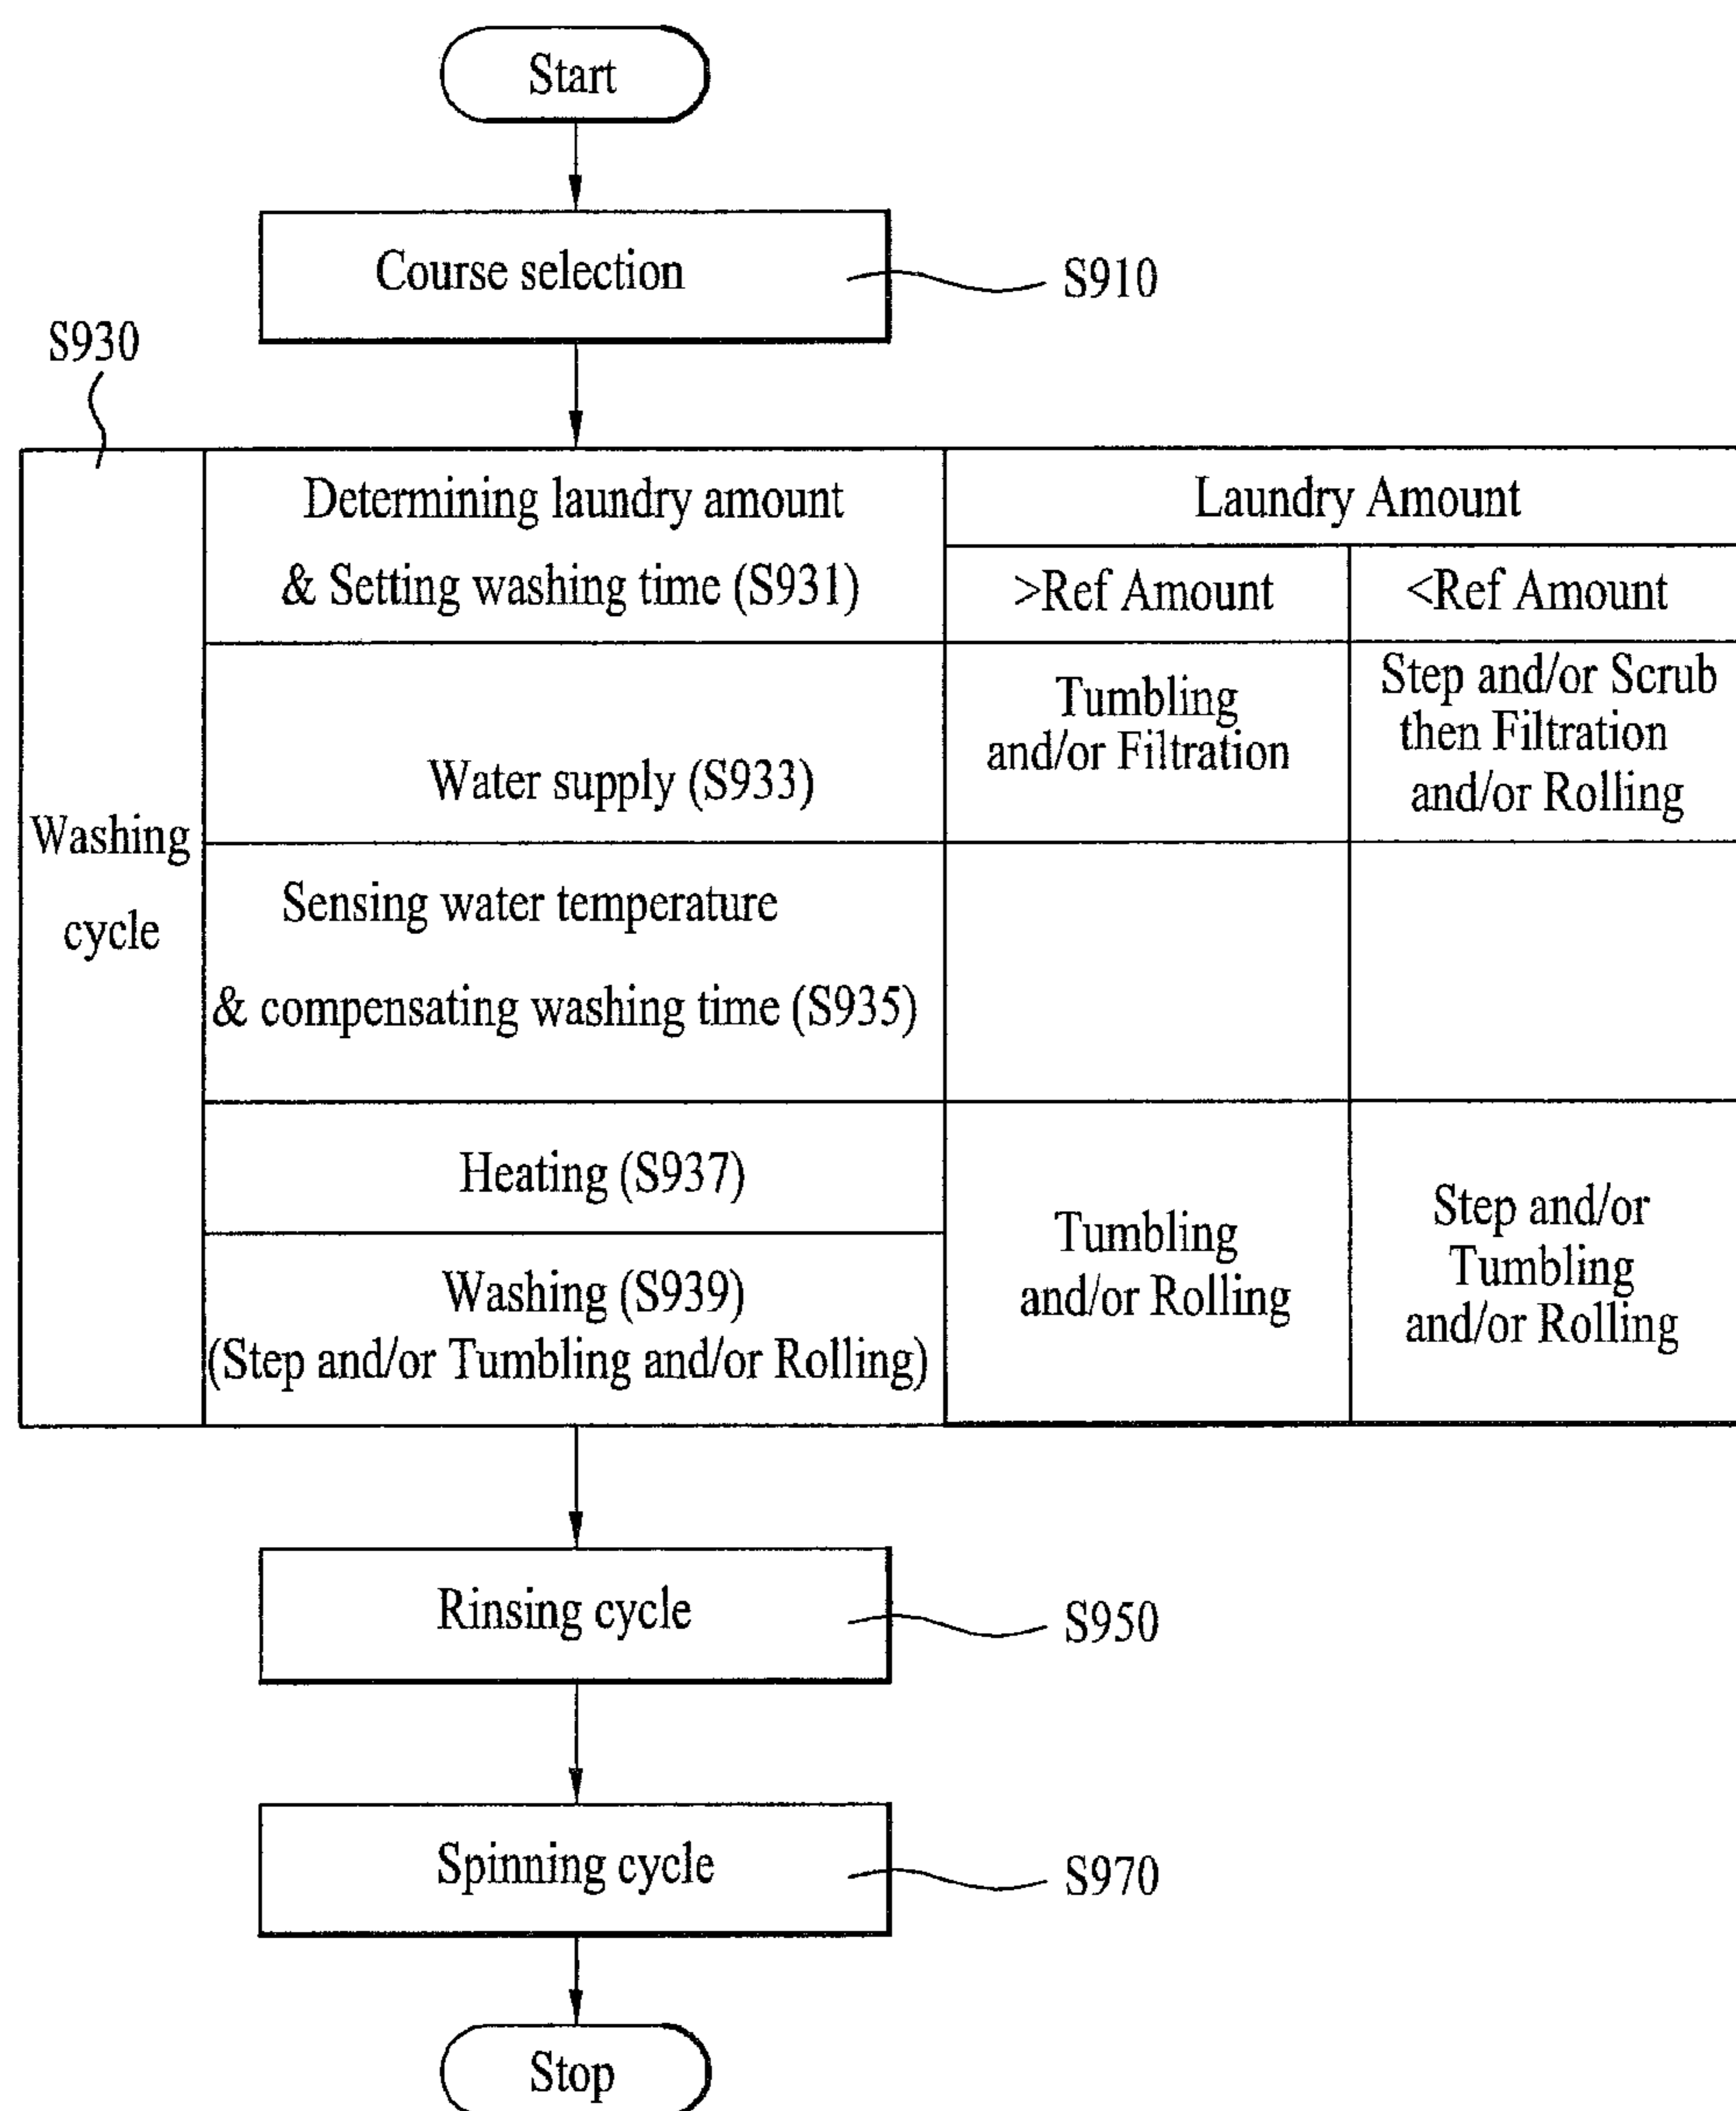 Start
Course selection
S910
S930
Washing
cycle
Determining laundry amount
& Setting washing time (S931)
Laundry Amount
>Ref Amount
<Ref Amount
Water supply (S933)
Tumbling
and/or Filtration
Step and/or Scrub
then Filtration
and/or Rolling
Sensing water temperature
& compensating washing time (S935)
Heating (S937)
Washing (S939)
(Step and/or Tumbling and/or Rolling)
Tumbling
and/or Rolling
Step and/or
Tumbling
and/or Rolling
Rinsing cycle
S950
Spinning cycle
S970
Stop